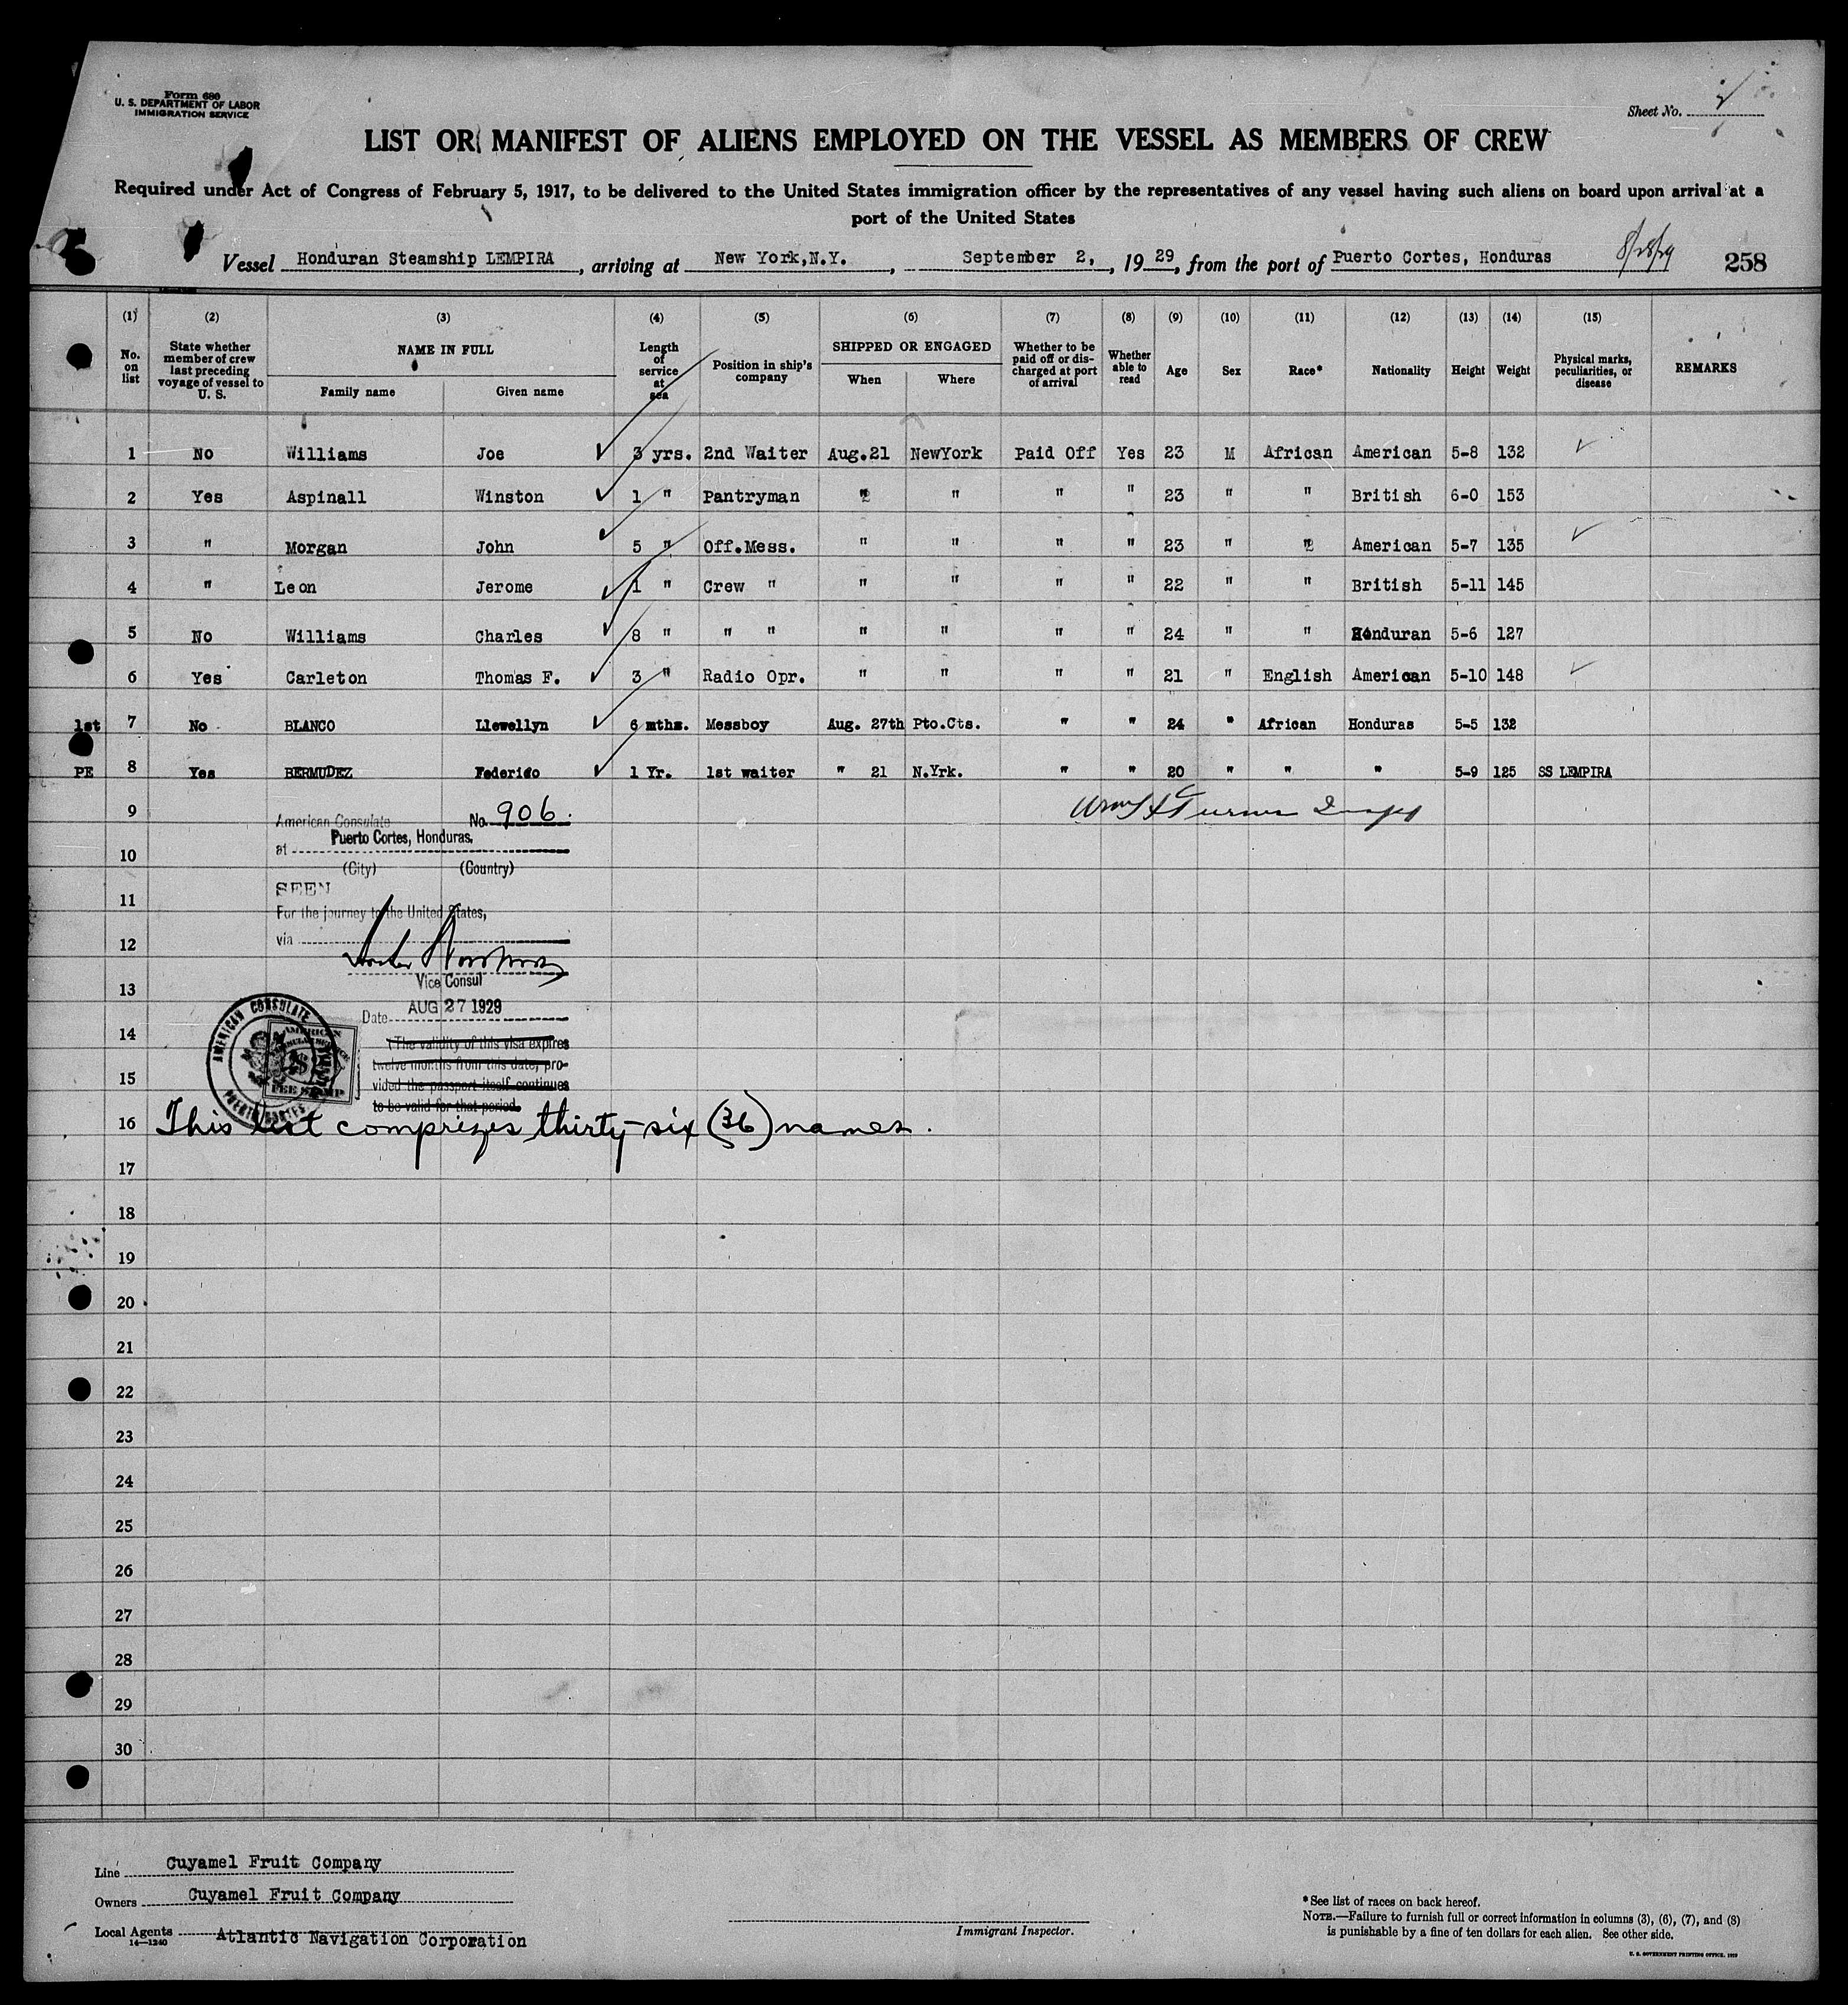 Form 680
U. S. DEPARTMENT OF LABOR
IMMIGRATION SERVICE
Sheet No. 2
LIST OR MANIFEST OF ALIENS EMPLOYED ON THE VESSEL AS MEMBERS OF CREW
Required under Act of Congress of February 5, 1917, to be delivered to the United States immigration officer by the representatives of any vessel having such aliens on board upon arrival at a
port of the United States
Vessel Honduran Steamship LEMPIRA, arriving at New York,N.Y., September 2, 1929, from the port of Puerto Cortes, Honduras 8/28/29 258
(1) (2) (3) (4) (5) (6) (7) (8) (9) (10) (11) (12) (13) (14) (15)
No. on list State whether member of crew last preceding voyage of vessel to U. S. NAME IN FULL Family name Given name Length of service at sea Position in ship's company SHIPPED OR ENGAGED When Where Whether to be paid off or discharged at port of arrival Whether able to read Age Sex Race* Nationality Height Weight Physical marks, peculiarities, or disease REMARKS
1 No Williams Joe 3 yrs. 2nd Waiter Aug.21 NewYork Paid Off Yes 23 M African American 5-8 132
2 Yes Aspinall Winston 1 " Pantryman " " " " 23 " " British 6-0 153
3 " Morgan John 5 " Off.Mess. " " " " 23 " " American 5-7 135
4 " Leon Jerome 1 " Crew " " " " " 22 " " British 5-11 145
5 No Williams Charles 8 " " " " " " " 24 " " Honduran 5-6 127
6 Yes Carleton Thomas F. 3 " Radio Opr. " " " " 21 " English American 5-10 148
1st 7 No BLANCO Llewellyn 6 mths. Messboy Aug. 27th Pto.Cts. " " 24 " African Honduras 5-5 132
PE 8 Yes BERMUDEZ Federico 1 Yr. 1st waiter " 21 N.Yrk. " " 20 " " " 5-9 125 SS LEMPIRA
9
American Consulate No. 906.
at Puerto Cortes, Honduras.
10
(City) (Country)
SEEN
11
For the journey to the United States,
via
12
Vice Consul
13
Date AUG 27 1929
14
(The validity of this visa expires
twelve months from this date, pro-
15
vided the passport itself continues
to be valid for that period.
AMERICAN CONSULATE
PUERTO CORTES
AMERICAN
FEE STAMP
16 This list comprizes thirty-six (36) names.
17
18
19
20
21
22
23
24
25
26
27
28
29
30
Line Cuyamel Fruit Company
Owners Cuyamel Fruit Company
Local Agents Atlantic Navigation Corporation
14—1240
Immigrant Inspector.
*See list of races on back hereof.
NOTE.—Failure to furnish full or correct information in columns (3), (6), (7), and (8)
is punishable by a fine of ten dollars for each alien. See other side.